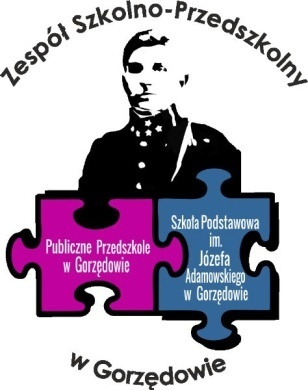 Zespół Szkolno-Przedszkolny
Publiczne Przedszkole
w Gorzędowie
Szkoła Podstawowa
im.
Józefa
Adamowskiego
w Gorzędowie
w Gorzędowie